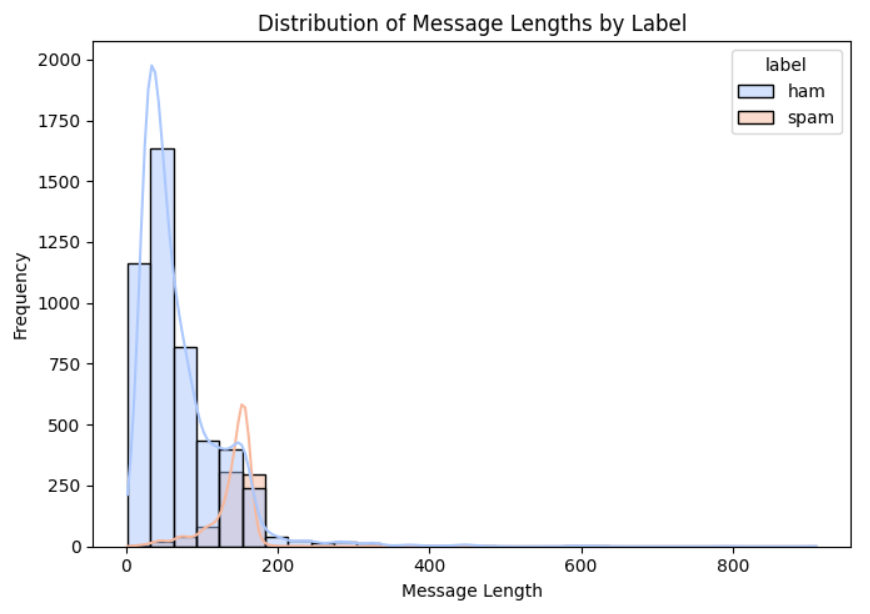 Distribution of Message Lengths by Label
label
ham
spam
2000
1750
1500
1250
1000
750
500
250
0
Frequency
0 200 400 600 800
Message Length